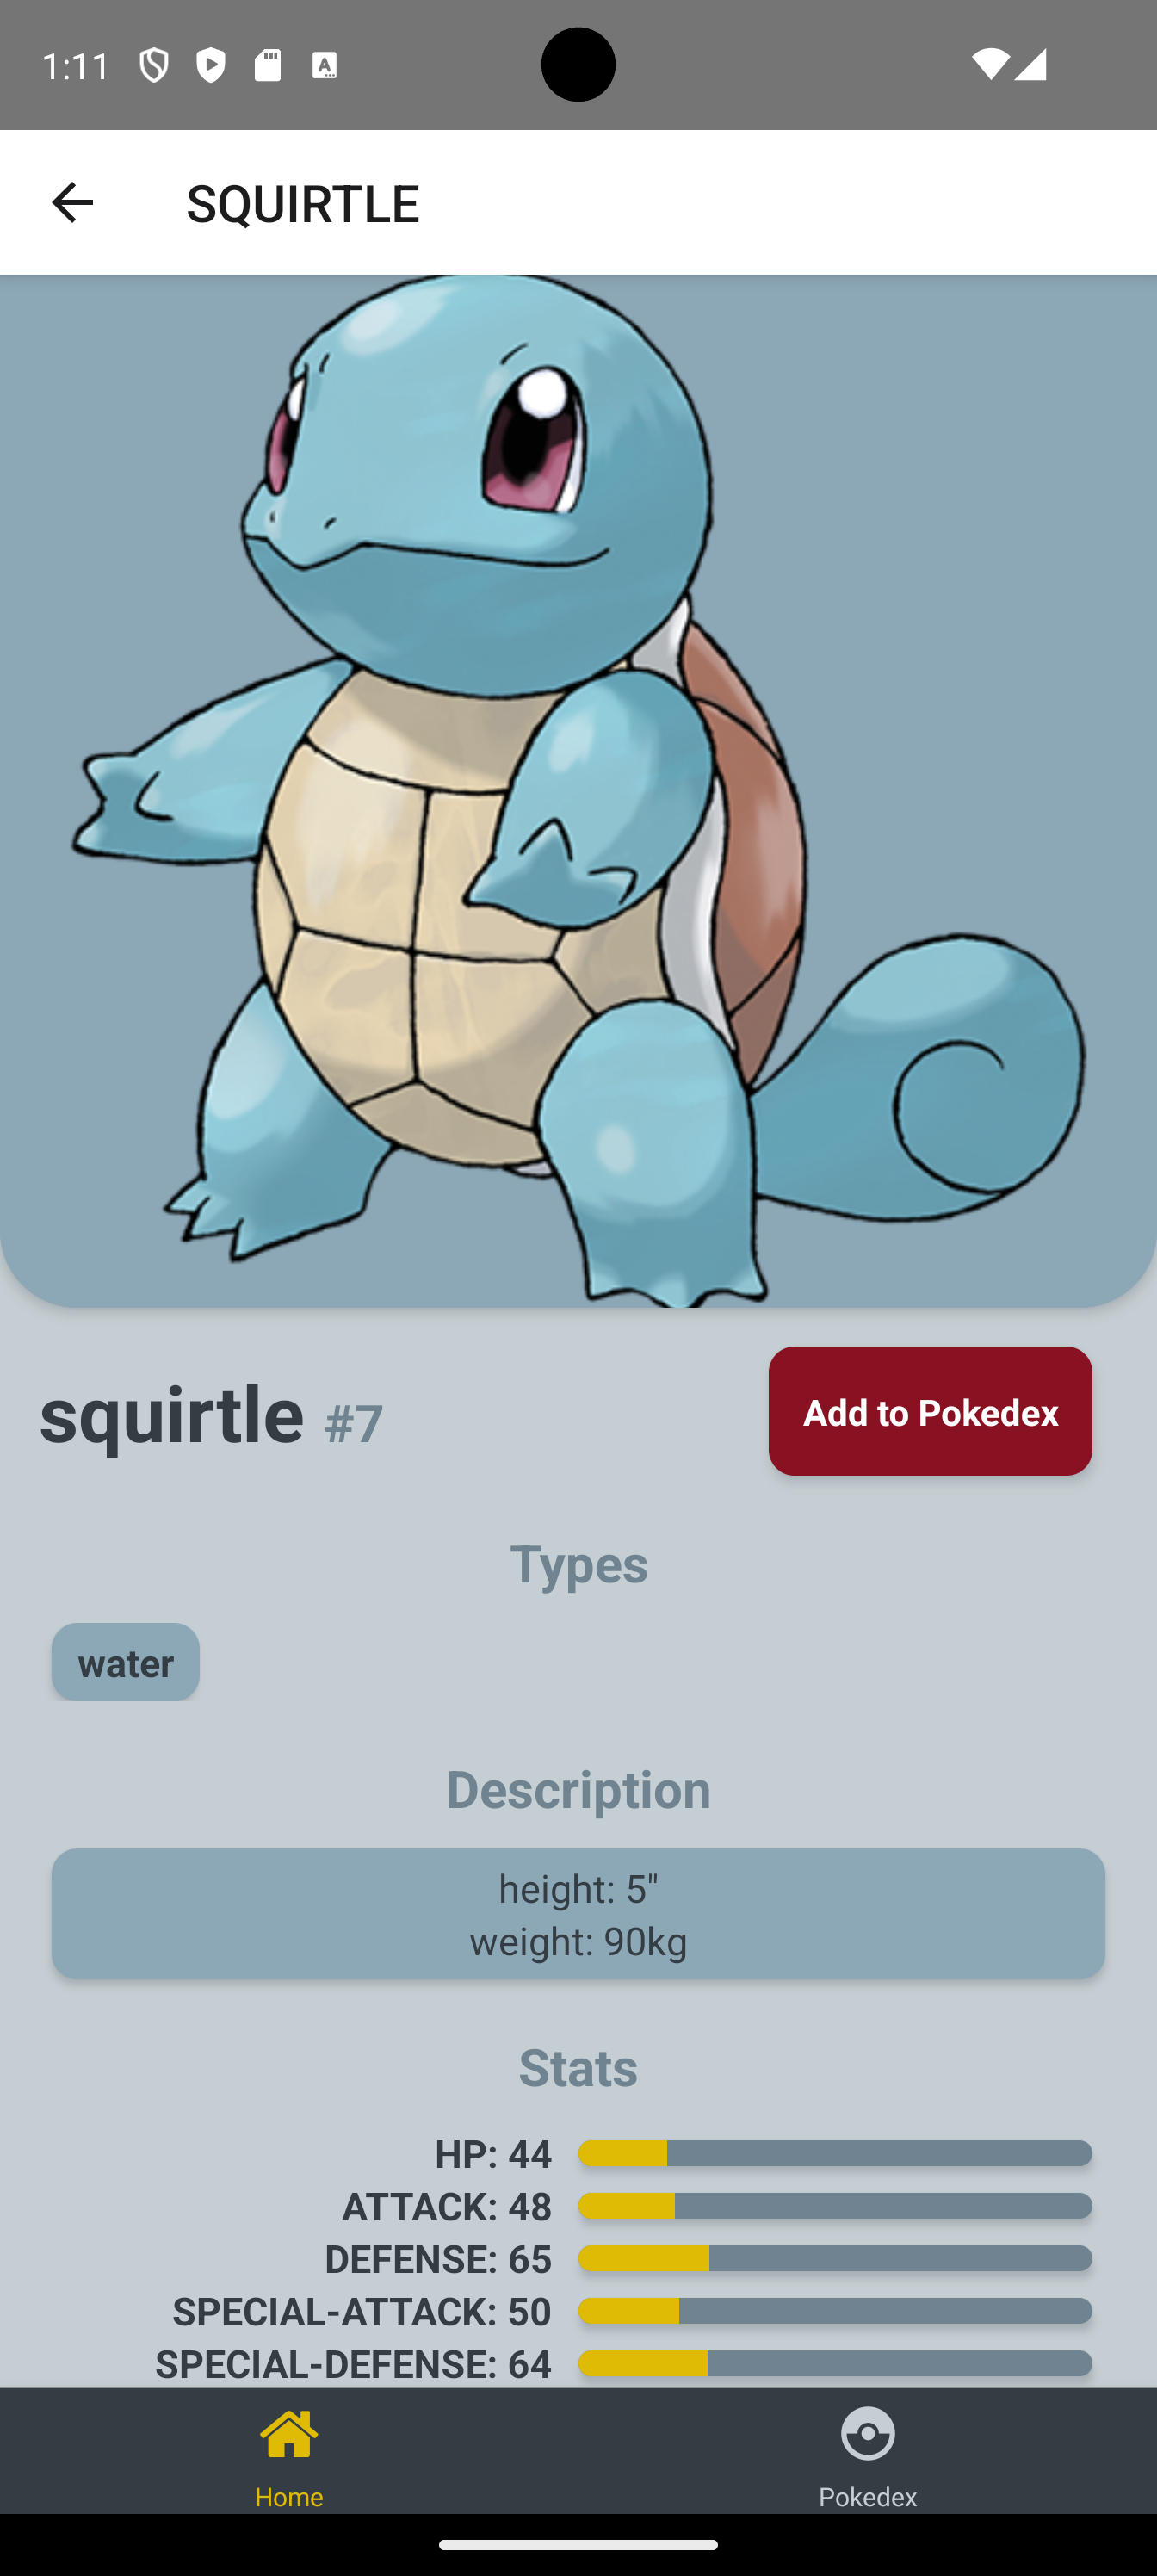 1:11
SQUIRTLE
squirtle #7
Add to Pokedex
Types
water
Description
height: 5"
weight: 90kg
Stats
HP: 44
ATTACK: 48
DEFENSE: 65
SPECIAL-ATTACK: 50
SPECIAL-DEFENSE: 64
Home
Pokedex